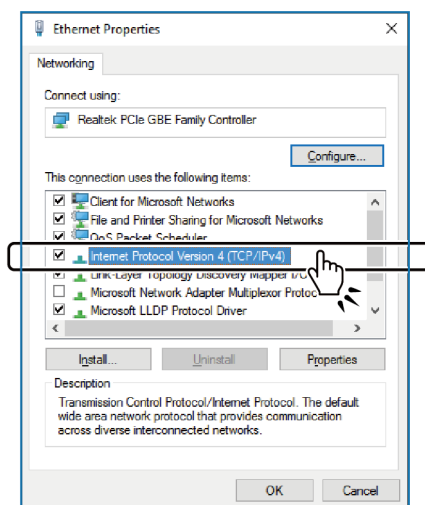 Ethernet Properties
Networking
Connect using:
Realtek PCIe GBE Family Controller
Configure...
This connection uses the following items:
Client for Microsoft Networks
File and Printer Sharing for Microsoft Networks
QoS Packet Scheduler
Internet Protocol Version 4 (TCP/IPv4)
Link-Layer Topology Discovery Mapper I/O
Microsoft Network Adapter Multiplexor Protoc
Microsoft LLDP Protocol Driver
Install... Uninstall Properties
Description
Transmission Control Protocol/Internet Protocol. The default
wide area network protocol that provides communication
across diverse interconnected networks.
OK Cancel